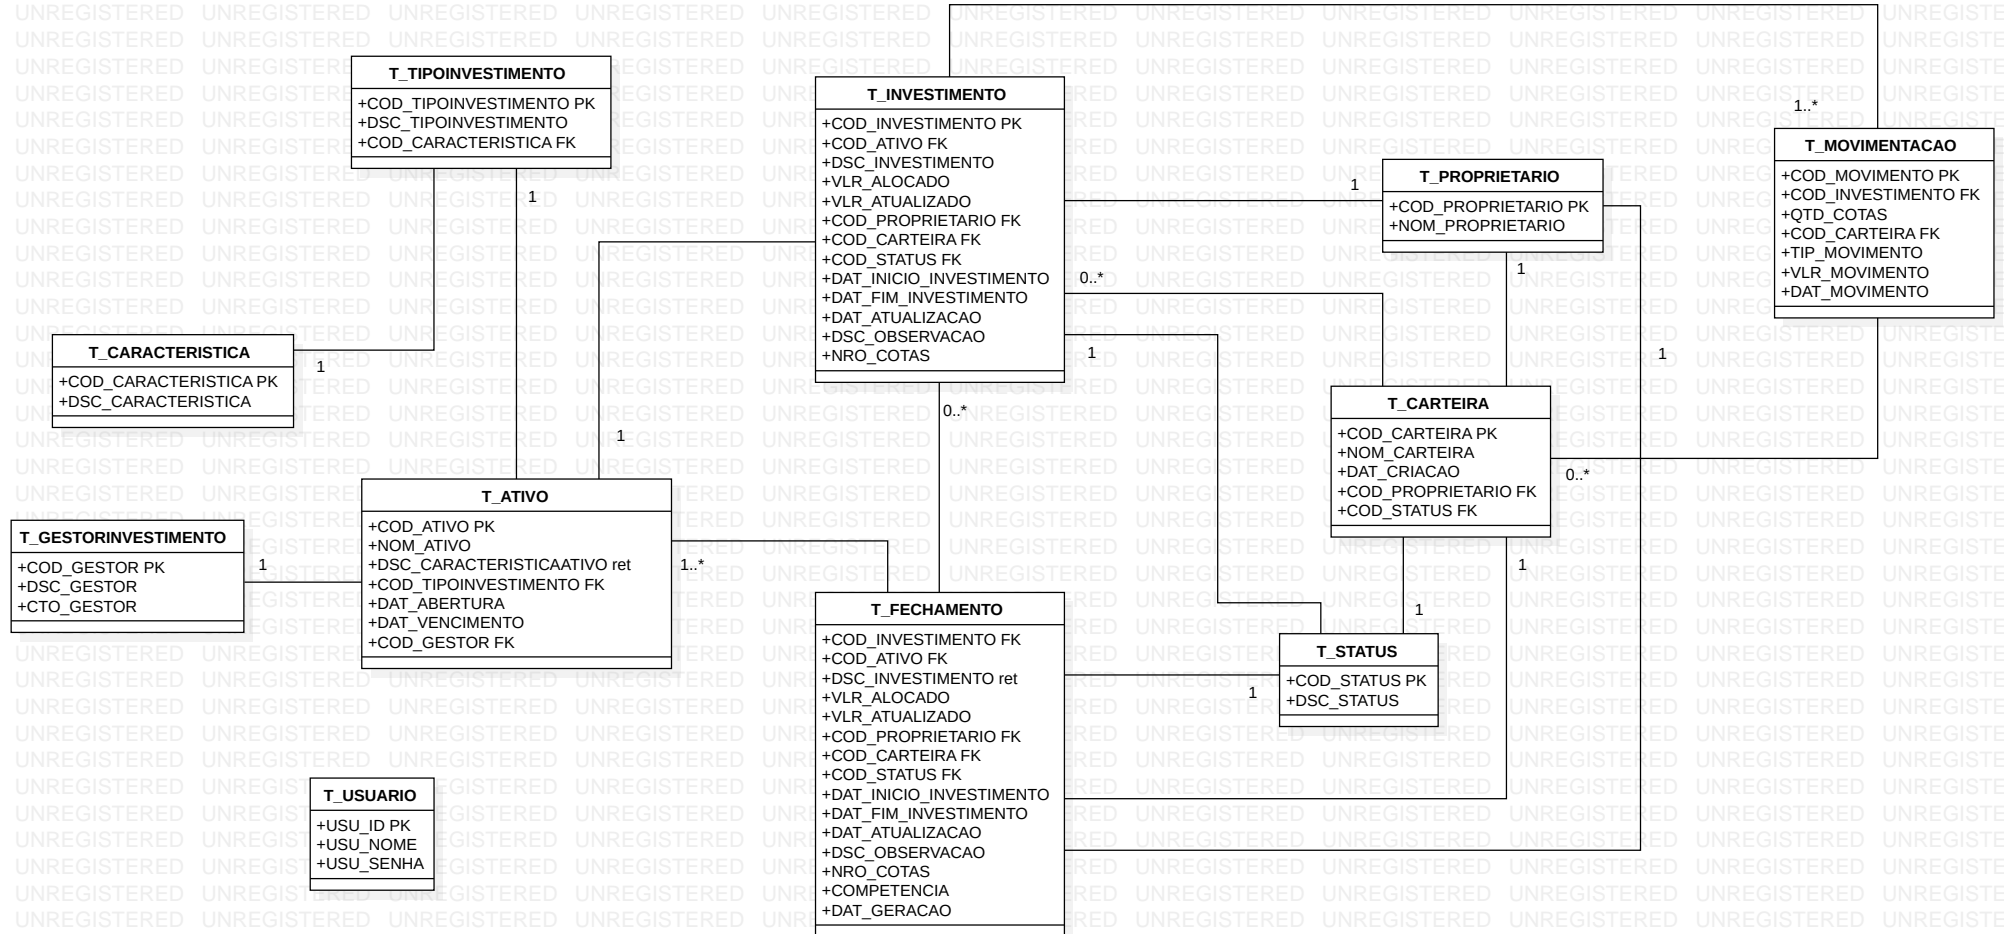 T_TIPOINVESTIMENTO
+COD_TIPOINVESTIMENTO PK
+DSC_TIPOINVESTIMENTO
+COD_CARACTERISTICA FK
1
T_INVESTIMENTO
+COD_INVESTIMENTO PK
+COD_ATIVO FK
+DSC_INVESTIMENTO
+VLR_ALOCADO
+VLR_ATUALIZADO
+COD_PROPRIETARIO FK
+COD_CARTEIRA FK
+COD_STATUS FK
+DAT_INICIO_INVESTIMENTO
+DAT_FIM_INVESTIMENTO
+DAT_ATUALIZACAO
+DSC_OBSERVACAO
+NRO_COTAS
0..*
1
0..*
1
T_PROPRIETARIO
+COD_PROPRIETARIO PK
+NOM_PROPRIETARIO
1
1..*
T_MOVIMENTACAO
+COD_MOVIMENTO PK
+COD_INVESTIMENTO FK
+QTD_COTAS
+COD_CARTEIRA FK
+TIP_MOVIMENTO
+VLR_MOVIMENTO
+DAT_MOVIMENTO
1
T_CARACTERISTICA
+COD_CARACTERISTICA PK
+DSC_CARACTERISTICA
1
1
T_CARTEIRA
+COD_CARTEIRA PK
+NOM_CARTEIRA
+DAT_CRIACAO
+COD_PROPRIETARIO FK
+COD_STATUS FK
0..*
1
1
T_GESTORINVESTIMENTO
+COD_GESTOR PK
+DSC_GESTOR
+CTO_GESTOR
1
T_ATIVO
+COD_ATIVO PK
+NOM_ATIVO
+DSC_CARACTERISTICAATIVO ret
+COD_TIPOINVESTIMENTO FK
+DAT_ABERTURA
+DAT_VENCIMENTO
+COD_GESTOR FK
1..*
T_FECHAMENTO
+COD_INVESTIMENTO FK
+COD_ATIVO FK
+DSC_INVESTIMENTO ret
+VLR_ALOCADO
+VLR_ATUALIZADO
+COD_PROPRIETARIO FK
+COD_CARTEIRA FK
+COD_STATUS FK
+DAT_INICIO_INVESTIMENTO
+DAT_FIM_INVESTIMENTO
+DAT_ATUALIZACAO
+DSC_OBSERVACAO
+NRO_COTAS
+COMPETENCIA
+DAT_GERACAO
1
T_STATUS
+COD_STATUS PK
+DSC_STATUS
T_USUARIO
+USU_ID PK
+USU_NOME
+USU_SENHA
UNREGISTERED